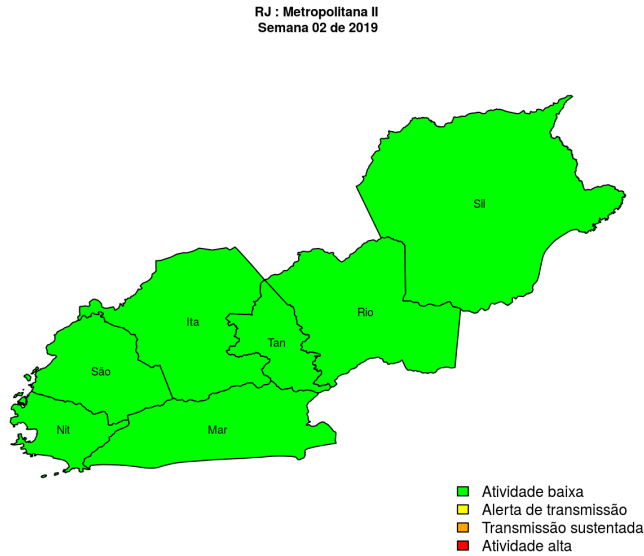 RJ : Metropolitana II
Semana 02 de 2019
Sil
Rio
Ita
Tan
São
Nit
Mar
Atividade baixa
Alerta de transmissão
Transmissão sustentada
Atividade alta